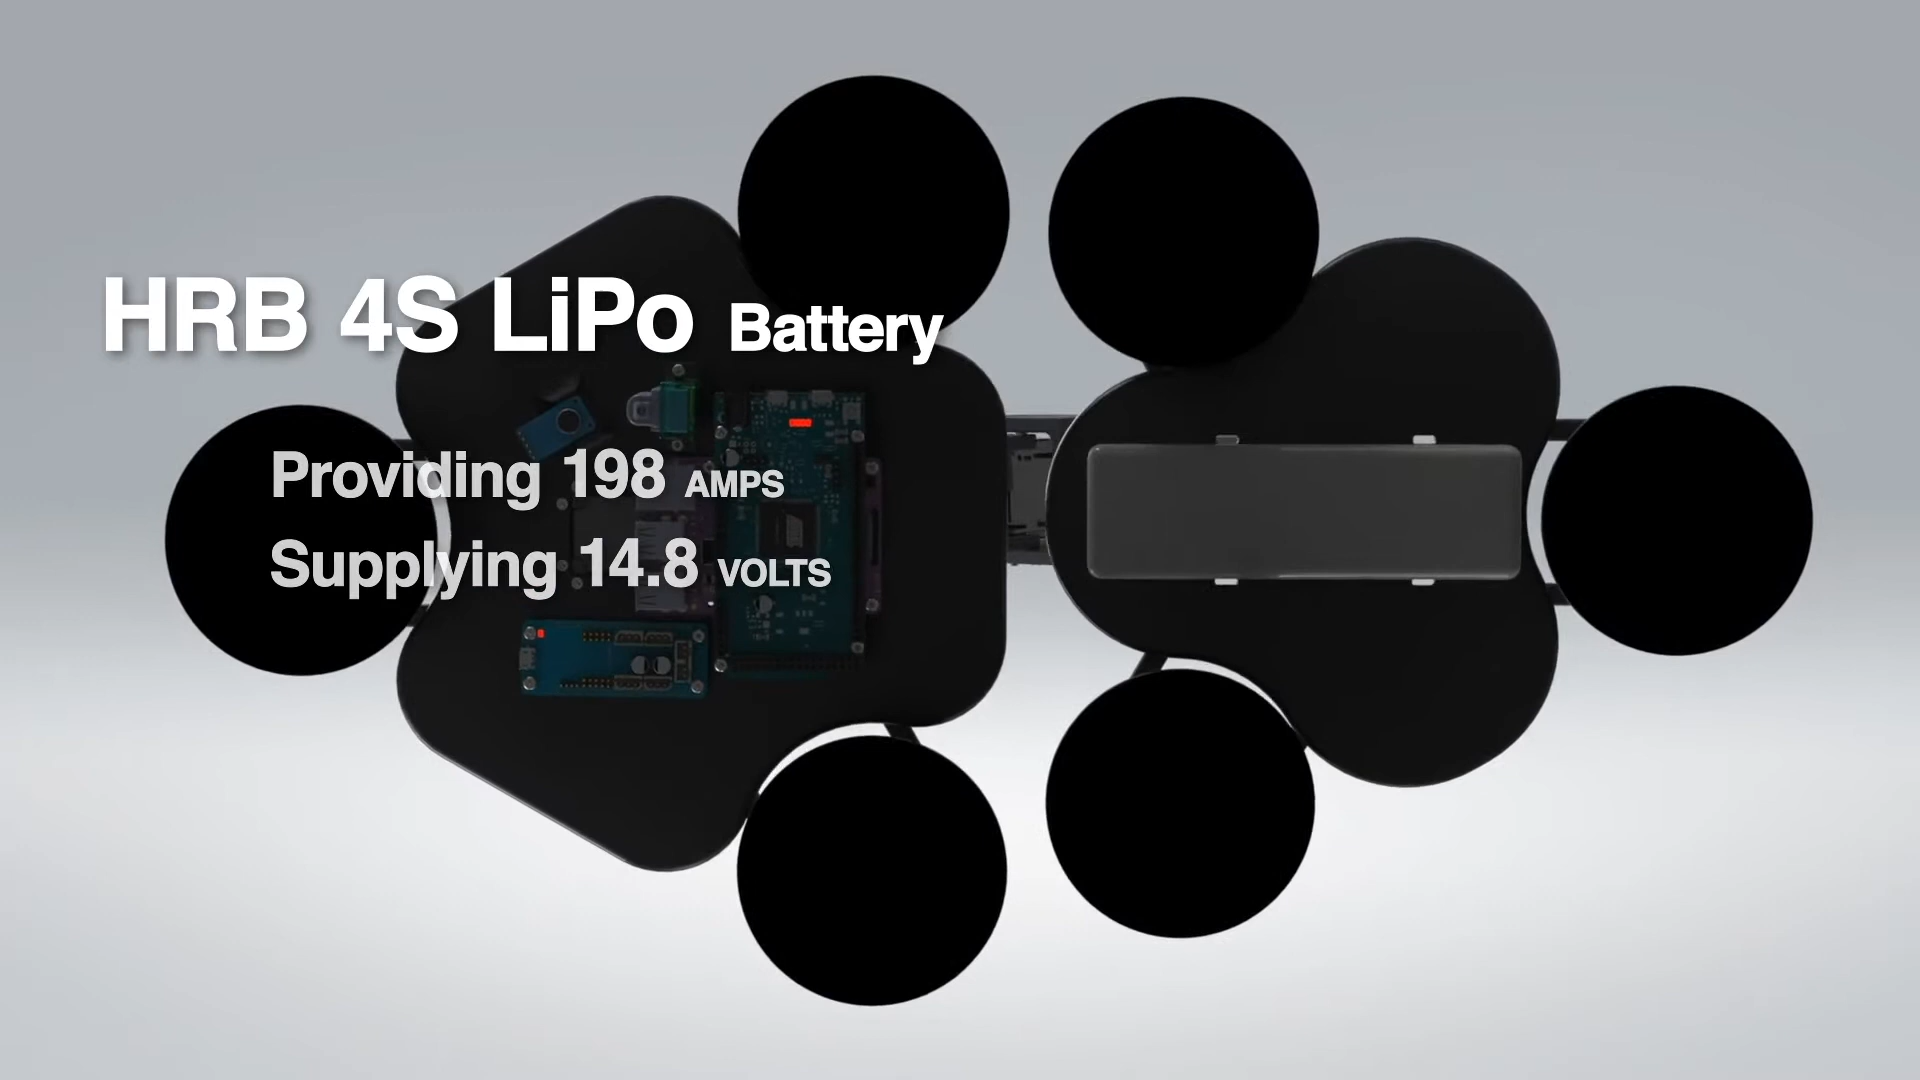 HRB 4S LiPo Battery
Providing 198 AMPS
Supplying 14.8 VOLTS